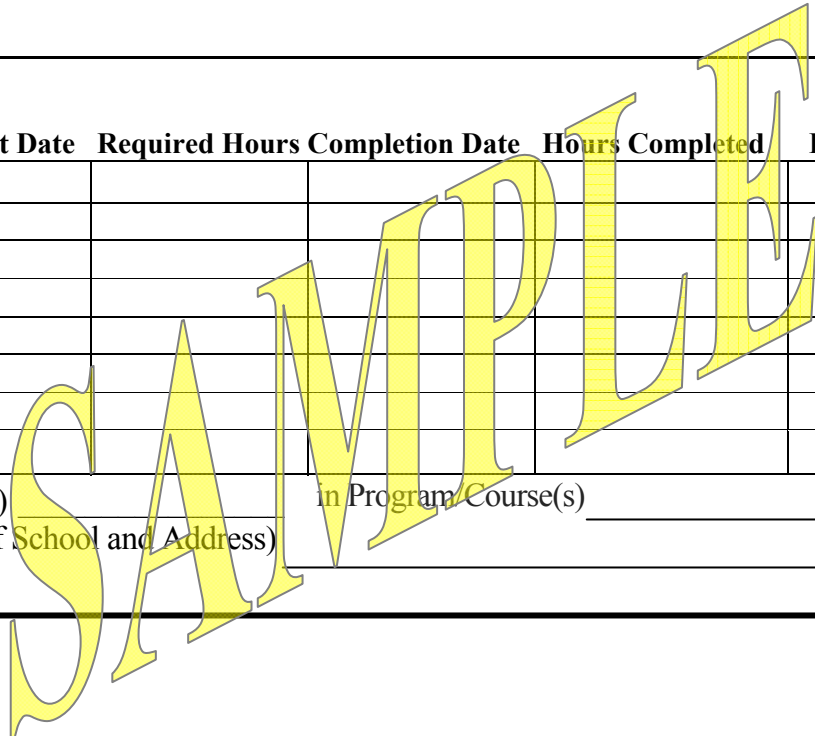 t Date Required Hours Completion Date Hours Completed
SAMPLE
) in Program/Course(s)
f School and Address)